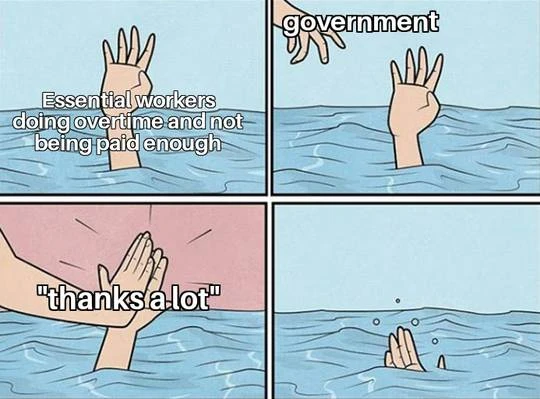 Essential workers
doing overtime and not
being paid enough
government
"thanks a lot"